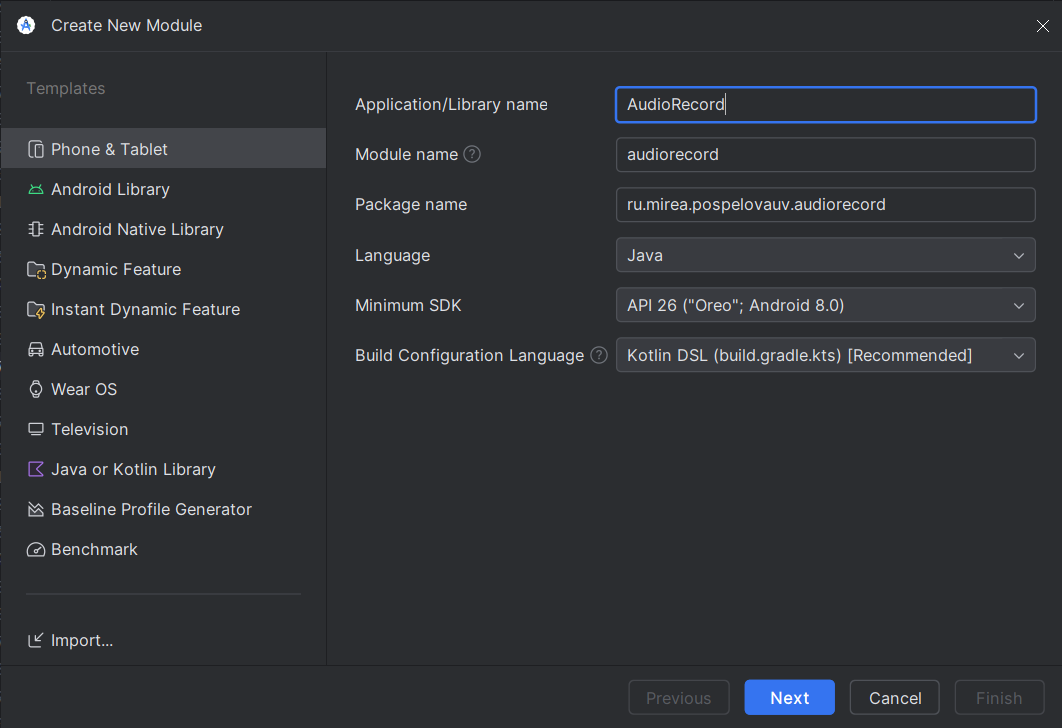 Create New Module
Templates
Phone & Tablet
Android Library
Android Native Library
Dynamic Feature
Instant Dynamic Feature
Automotive
Wear OS
Television
Java or Kotlin Library
Baseline Profile Generator
Benchmark
Import...
Application/Library name AudioRecord
Module name ? audiorecord
Package name ru.mirea.pospelovauv.audiorecord
Language Java
Minimum SDK API 26 ("Oreo"; Android 8.0)
Build Configuration Language ? Kotlin DSL (build.gradle.kts) [Recommended]
Previous Next Cancel Finish